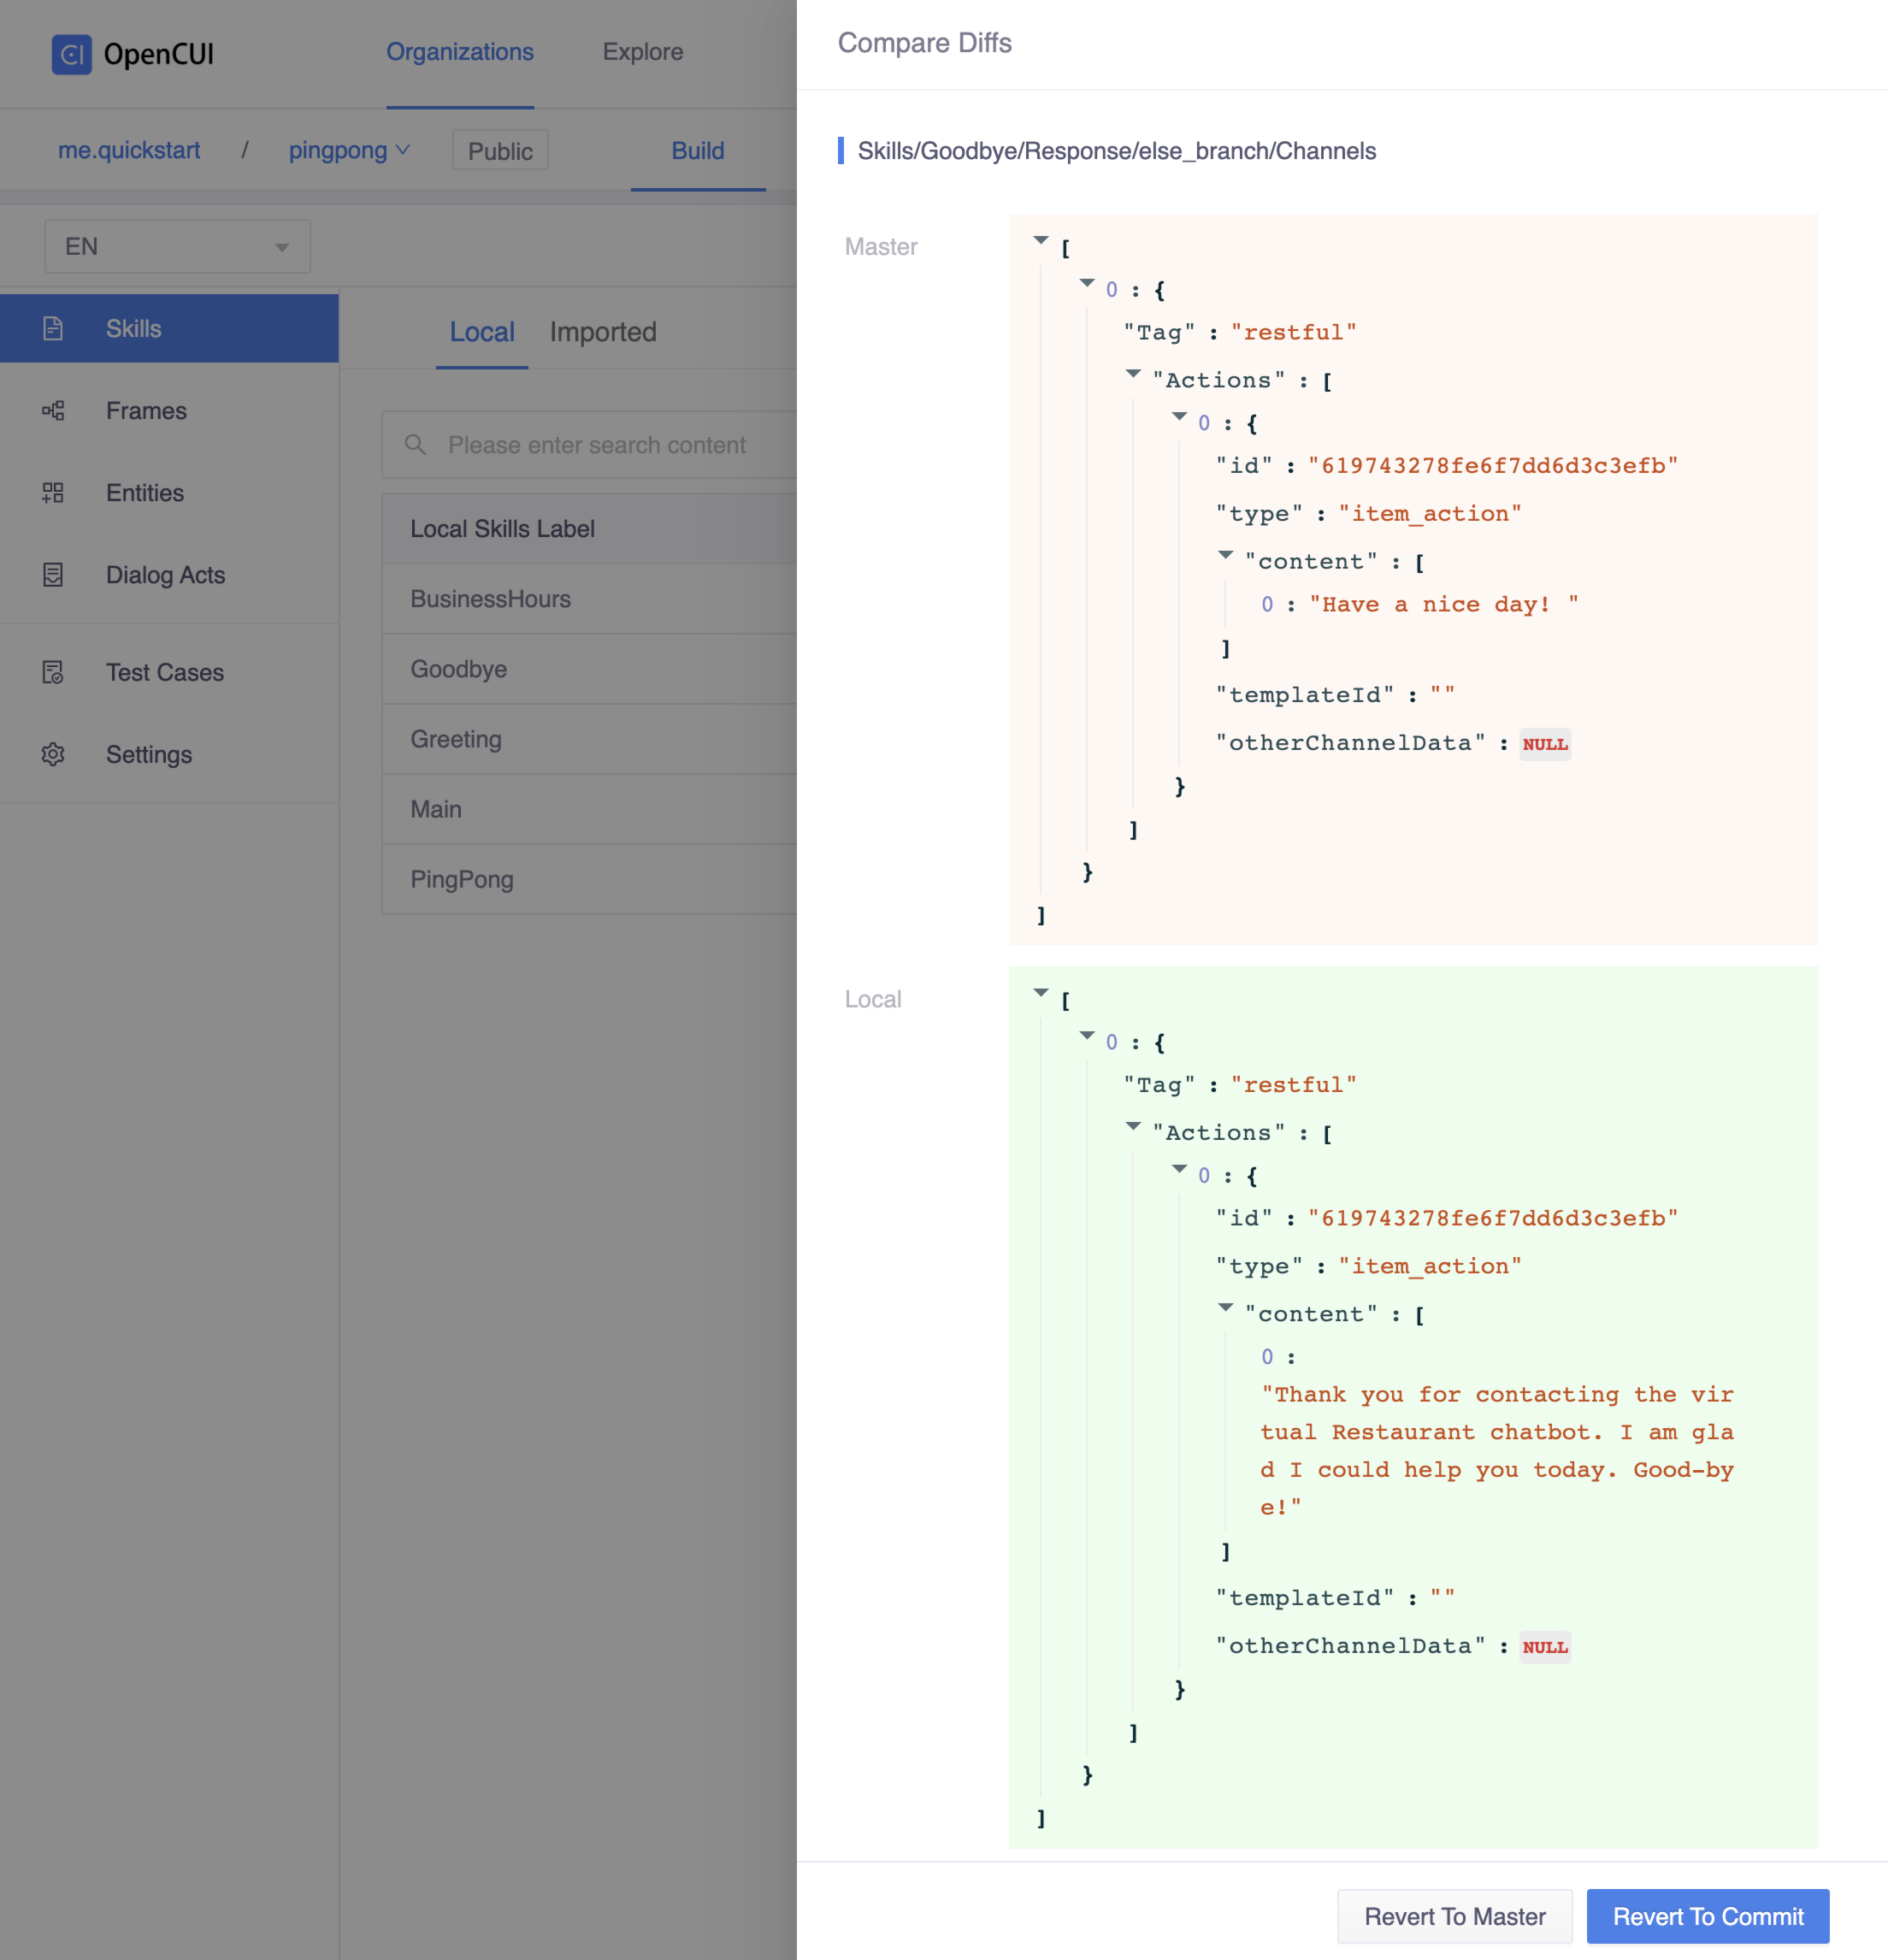 CI OpenCUI
Organizations
Explore
me.quickstart / pingpong
Public
Build
EN
Skills
Frames
Entities
Dialog Acts
Test Cases
Settings
Local
Imported
Please enter search content
Local Skills Label
BusinessHours
Goodbye
Greeting
Main
PingPong
Compare Diffs
Skills/Goodbye/Response/else_branch/Channels
Master
[
0 : {
"Tag" : "restful"
"Actions" : [
0 : {
"id" : "619743278fe6f7dd6d3c3efb"
"type" : "item_action"
"content" : [
0 : "Have a nice day! "
]
"templateId" : ""
"otherChannelData" : NULL
}
]
}
]
Local
[
0 : {
"Tag" : "restful"
"Actions" : [
0 : {
"id" : "619743278fe6f7dd6d3c3efb"
"type" : "item_action"
"content" : [
0 :
"Thank you for contacting the vir
tual Restaurant chatbot. I am gla
d I could help you today. Good-by
e!"
]
"templateId" : ""
"otherChannelData" : NULL
}
]
}
]
Revert To Master
Revert To Commit